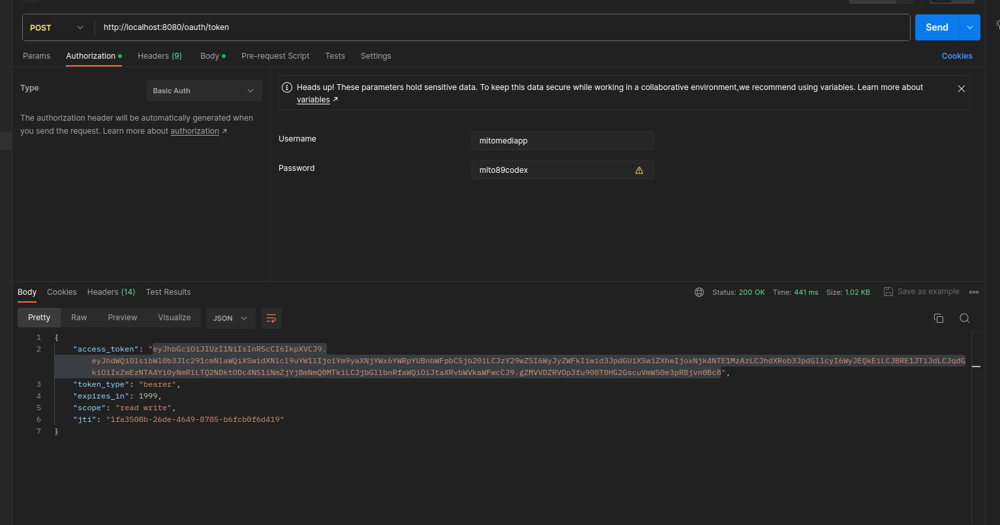 POST
http://localhost:8080/oauth/token
Send
Params
Authorization
Headers (9)
Body
Pre-request Script
Tests
Settings
Cookies
Type
Basic Auth
The authorization header will be automatically generated when
you send the request. Learn more about authorization ↗
Heads up! These parameters hold sensitive data. To keep this data secure while working in a collaborative environment,we recommend using variables. Learn more about
variables ↗
Username
mitomediapp
Password
mito89codex
Body
Cookies
Headers (14)
Test Results
Status: 200 OK
Time: 441 ms
Size: 1.02 KB
Save as example
Pretty
Raw
Preview
Visualize
JSON
1 {
2 "access_token": "eyJhbGciOiJIUzI1NiIsInR5cCI6IkpXVCJ9.
3 "token_type": "bearer",
4 "expires_in": 1999,
5 "scope": "read write",
6 "jti": "1fa3508b-26de-4649-8785-b6fcb0f6d419"
7 }